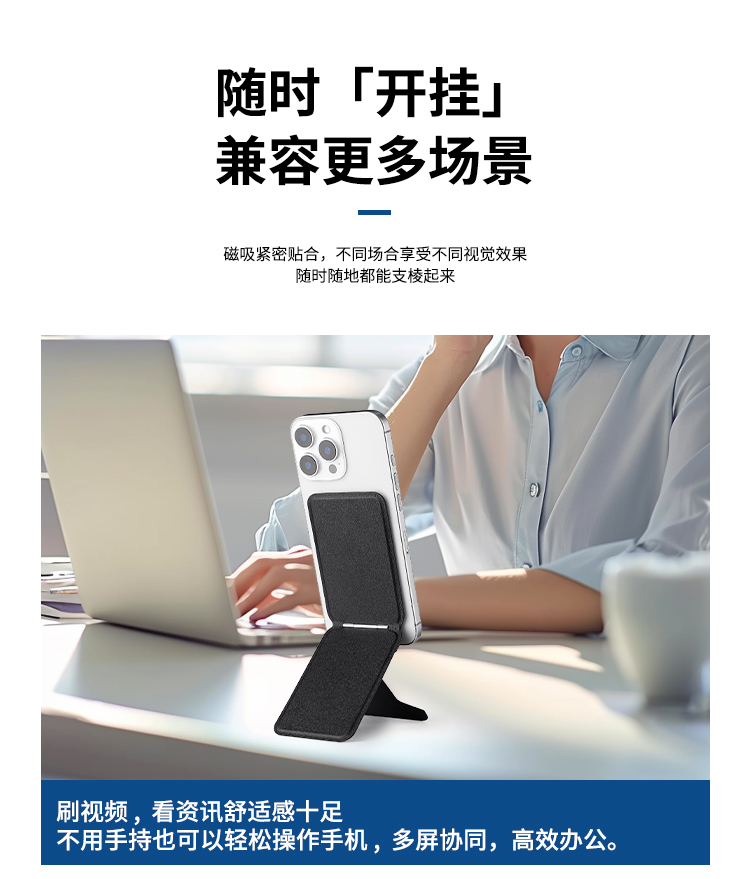 随时「开挂」
兼容更多场景
磁吸紧密贴合，不同场合享受不同视觉效果
随时随地都能支棱起来
刷视频，看资讯舒适感十足
不用手持也可以轻松操作手机，多屏协同，高效办公。